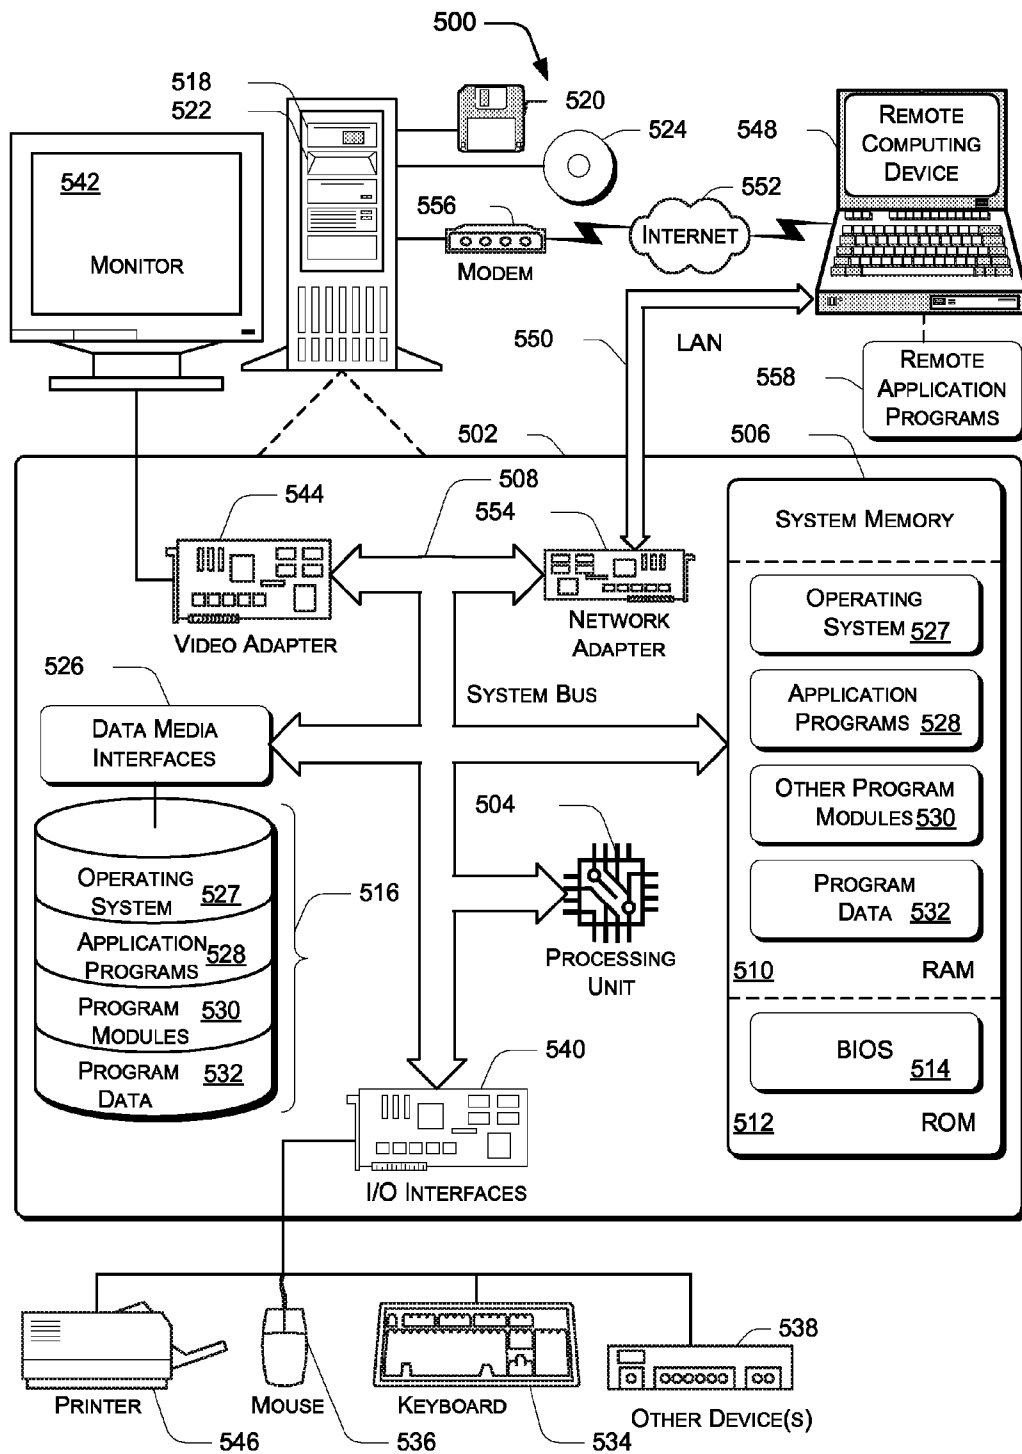 500
518
522
520
524
548
REMOTE
COMPUTING
DEVICE
542
MONITOR
556
MODEM
552
INTERNET
550
LAN
558
REMOTE
APPLICATION
PROGRAMS
502
506
544
508
554
SYSTEM MEMORY
VIDEO ADAPTER
NETWORK
ADAPTER
OPERATING
SYSTEM 527
526
SYSTEM BUS
DATA MEDIA
INTERFACES
APPLICATION
PROGRAMS 528
504
OTHER PROGRAM
MODULES 530
OPERATING
SYSTEM 527
516
PROGRAM
DATA 532
APPLICATION
PROGRAMS 528
PROCESSING
UNIT
510 RAM
PROGRAM
MODULES 530
540
BIOS
514
PROGRAM
DATA 532
512 ROM
I/O INTERFACES
538
PRINTER
MOUSE
KEYBOARD
OTHER DEVICE(S)
546
536
534